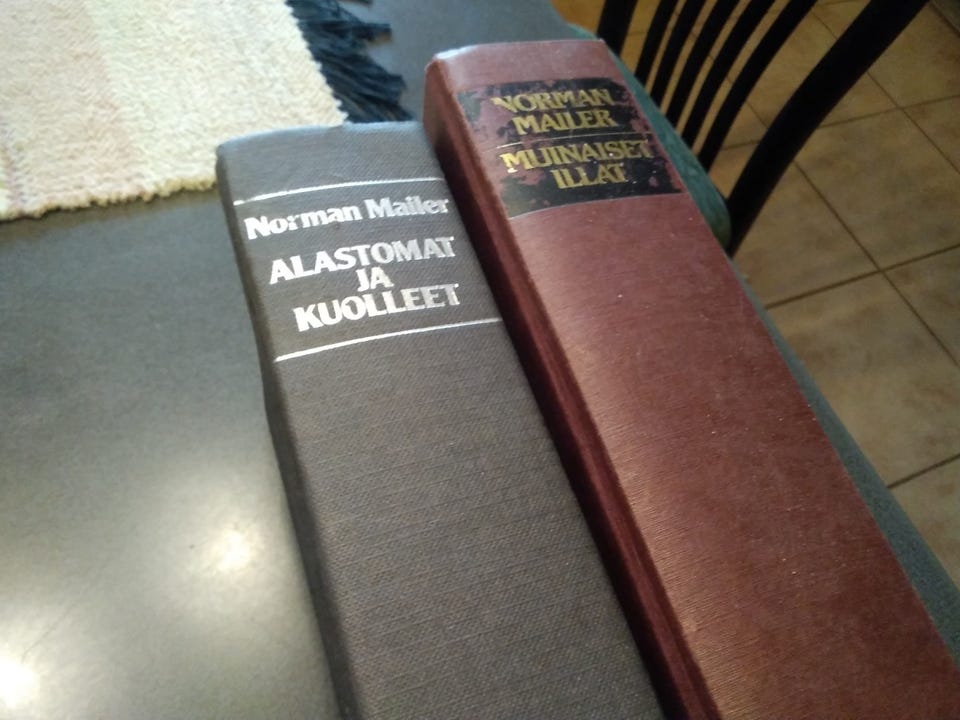 Norman Mailer
ALASTOMAT
JA
KUOLLEET
NORMAN
MAILER
MUINAISET
ILLAT